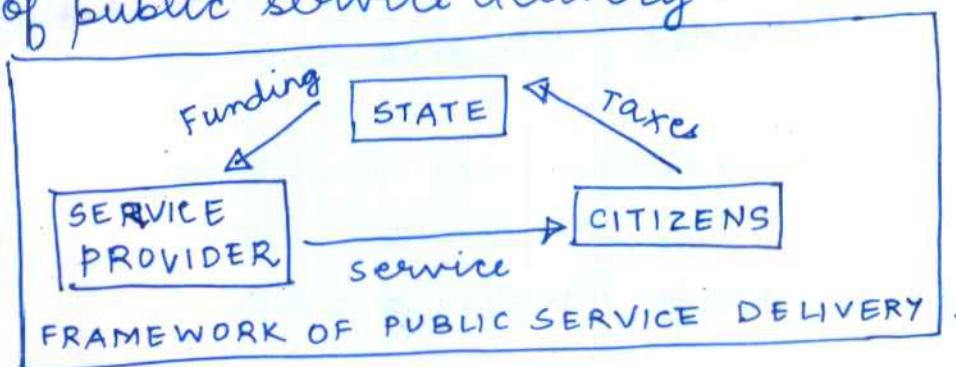 of public service delivery
Funding
STATE
Taxes
SERVICE
PROVIDER
service
CITIZENS
FRAMEWORK OF PUBLIC SERVICE DELIVERY